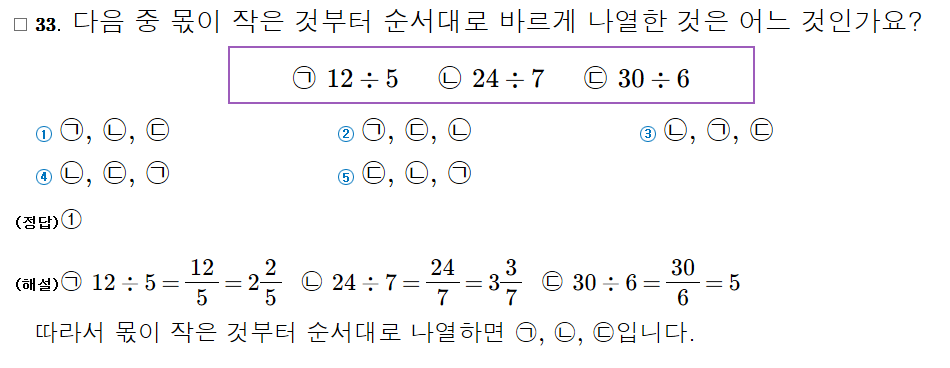 □ 33. 다음 중 몫이 작은 것부터 순서대로 바르게 나열한 것은 어느 것인가요?
㉠ 12÷5 ㉡ 24÷7 ㉢ 30÷6
① ㉠, ㉡, ㉢ ② ㉠, ㉢, ㉡ ③ ㉡, ㉠, ㉢
④ ㉡, ㉢, ㉠ ⑤ ㉢, ㉡, ㉠
(정답)①
(해설)㉠ 12÷5=12/5=2 2/5 ㉡ 24÷7=24/7=3 3/7 ㉢ 30÷6=30/6=5
따라서 몫이 작은 것부터 순서대로 나열하면 ㉠, ㉡, ㉢입니다.